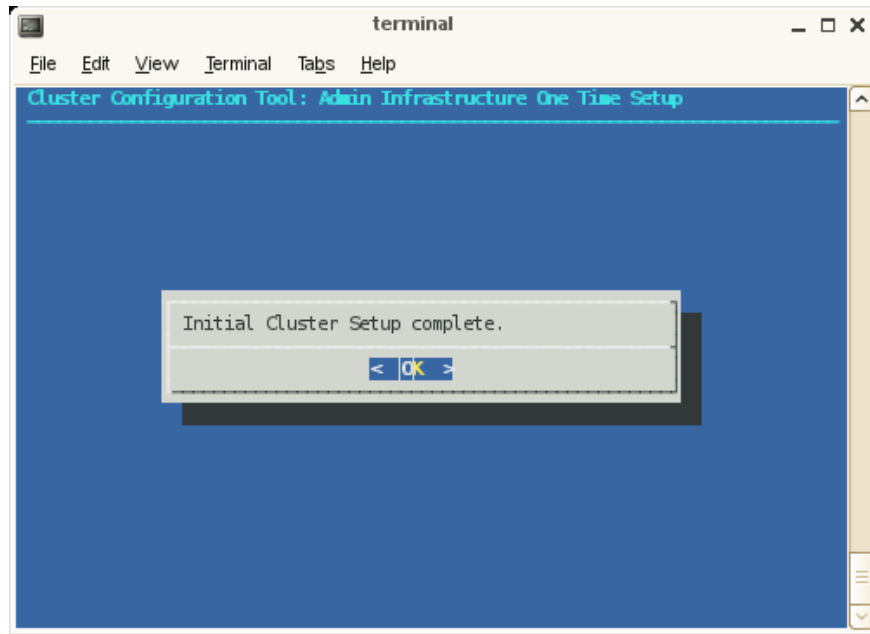 terminal
File Edit View Terminal Tabs Help
Cluster Configuration Tool: Admin Infrastructure One Time Setup
Initial Cluster Setup complete.
< OK >